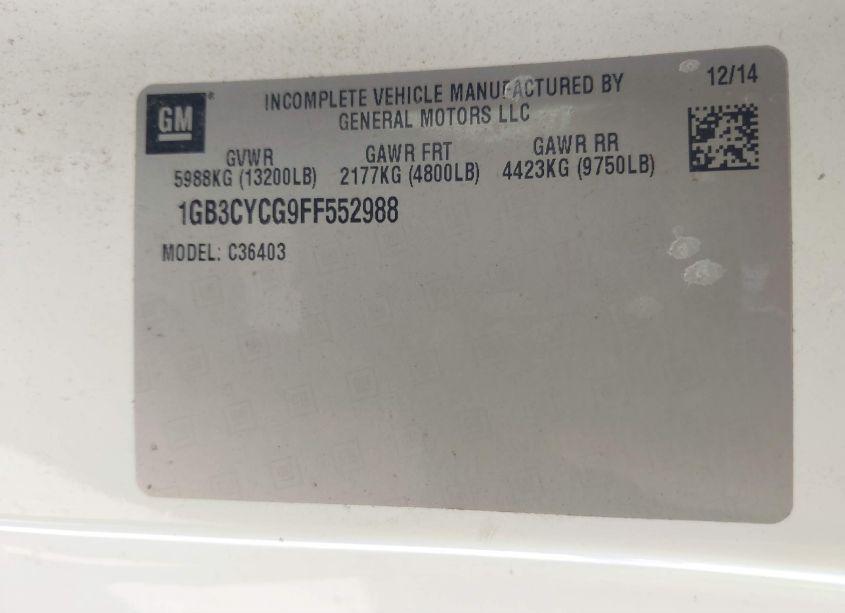 GM®
INCOMPLETE VEHICLE MANUFACTURED BY
GENERAL MOTORS LLC
12/14
GVWR GAWR FRT GAWR RR
5988KG (13200LB) 2177KG (4800LB) 4423KG (9750LB)
1GB3CYCG9FF552988
MODEL: C36403